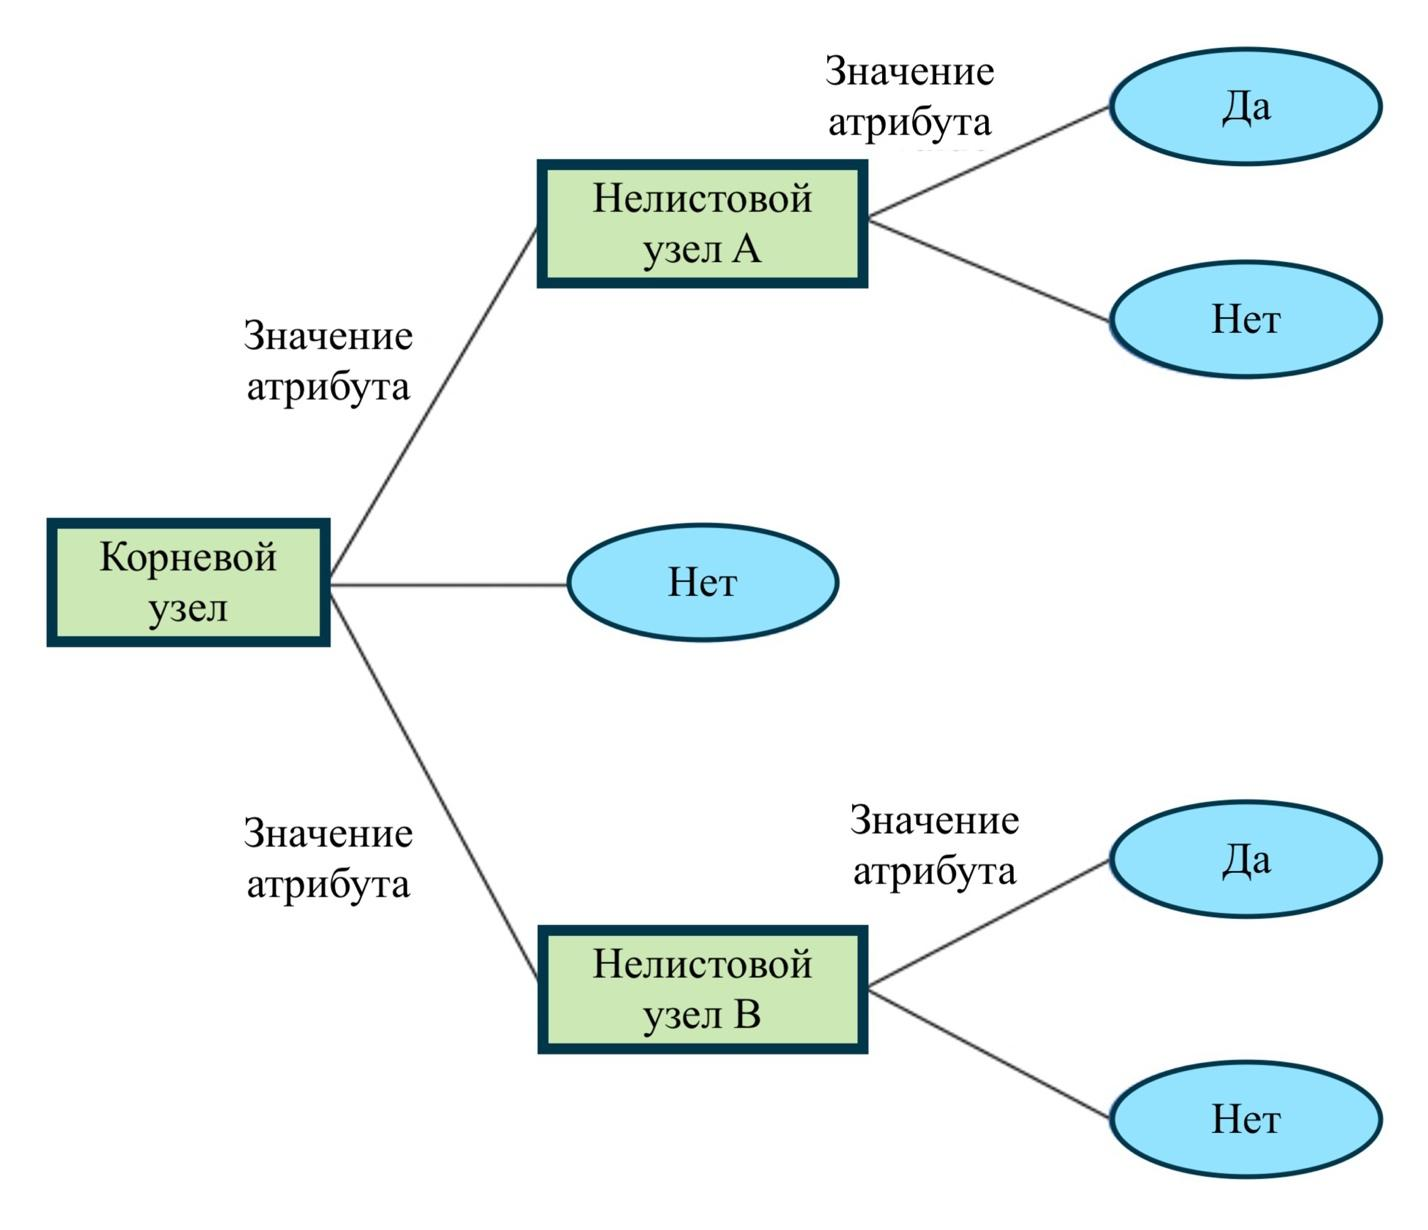 Значение
атрибута
Да
Нелистовой
узел A
Нет
Значение
атрибута
Корневой
узел
Нет
Значение
атрибута
Значение
атрибута
Да
Нелистовой
узел B
Нет